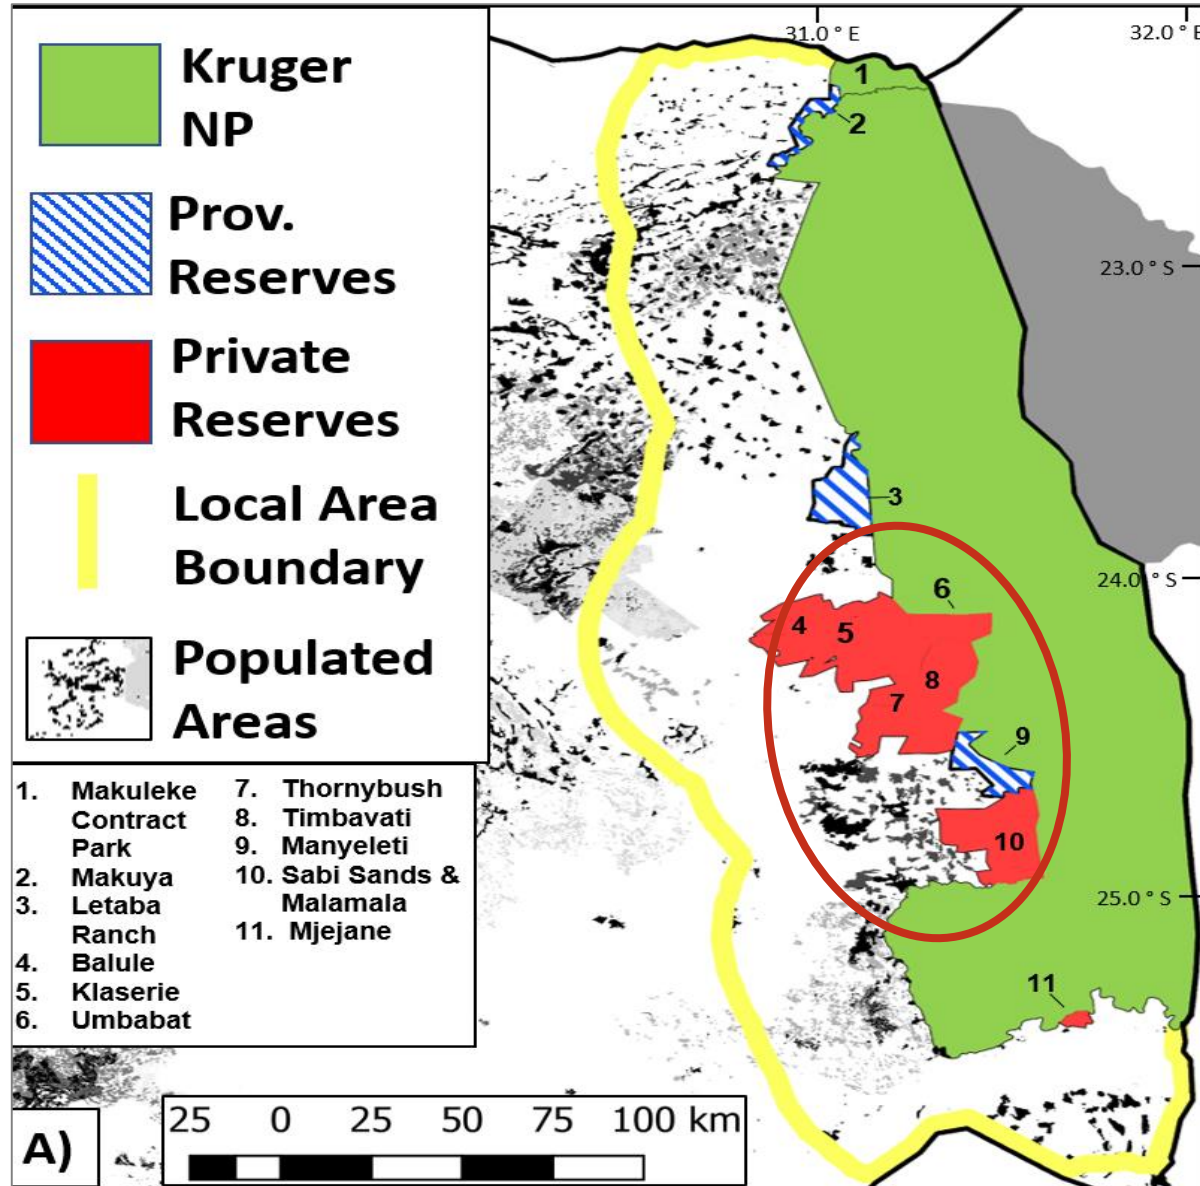 Kruger
NP
Prov.
Reserves
Private
Reserves
Local Area
Boundary
Populated
Areas
1. Makuleke
Contract
Park
2. Makuya
3. Letaba
Ranch
4. Balule
5. Klaserie
6. Umbabat
7. Thornybush
8. Timbavati
9. Manyeleti
10. Sabi Sands &
Malamala
11. Mjejane
A)
25 0 25 50 75 100 km
31.0 ° E
32.0 ° E
1
2
23.0 ° S
3
24.0 ° S
6
4
5
8
7
9
10
25.0 ° S
11